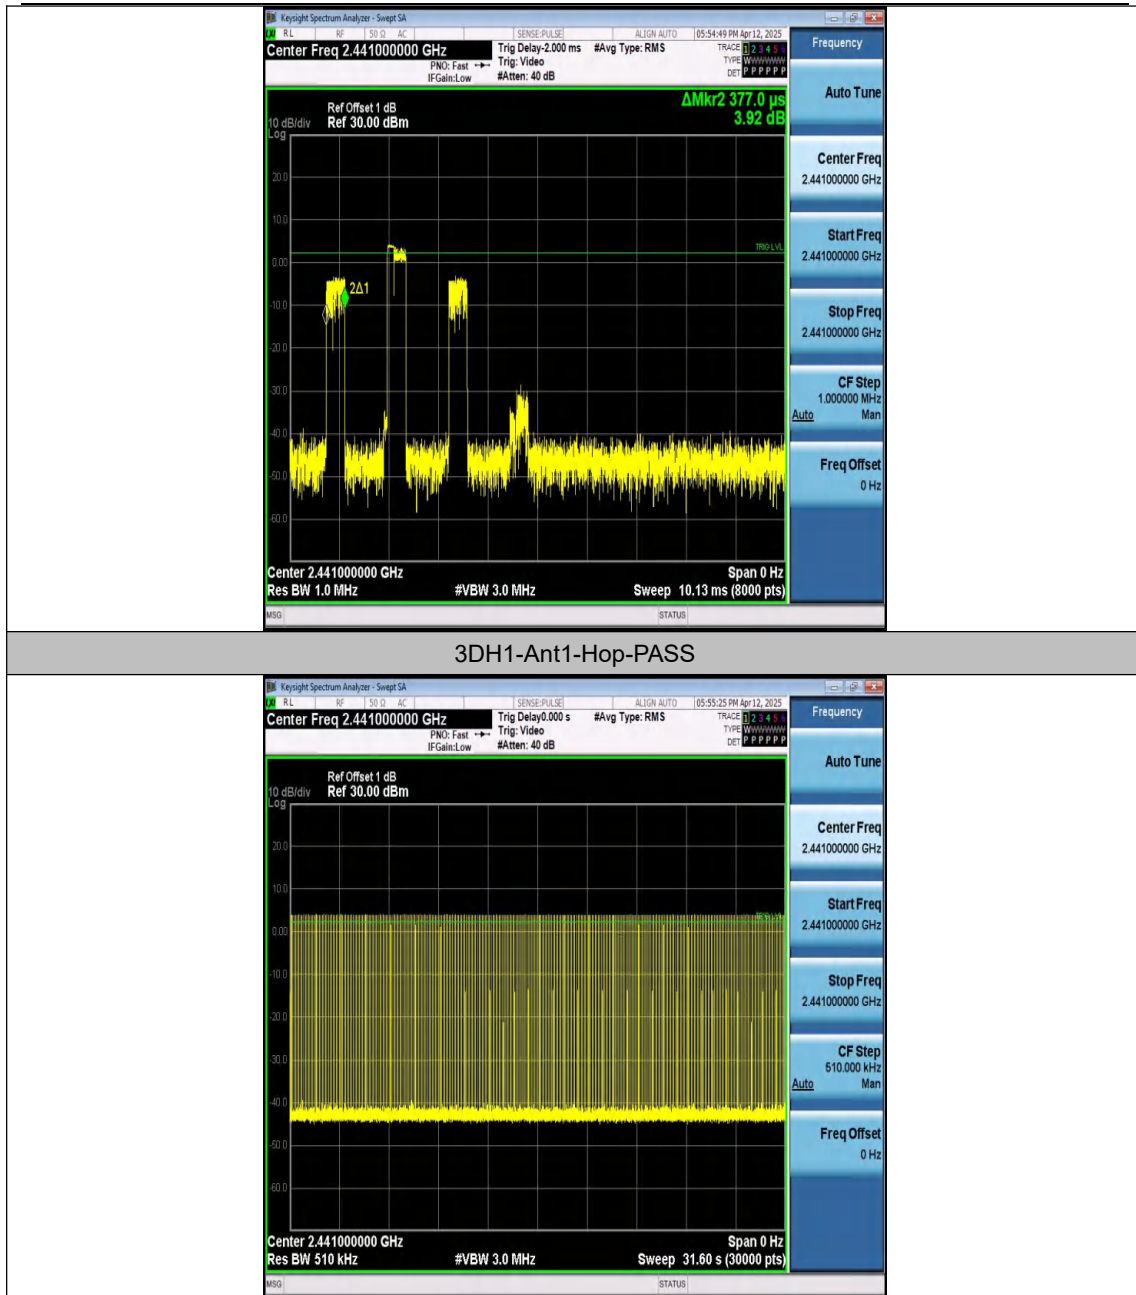 Keysight Spectrum Analyzer - Swept SA
RL RF 50 Ω AC SENSE:PULSE ALIGN AUTO 05:54:49 PM Apr 12, 2025
Center Freq 2.441000000 GHz
PNO: Fast
IFGain:Low
Trig Delay-2.000 ms
Trig: Video
#Atten: 40 dB
#Avg Type: RMS
TRACE 1 2 3 4 5 6
TYPE WWWWWW
DET P P P P P P
ΔMkr2 377.0 µs
3.92 dB
Ref Offset 1 dB
10 dB/div Ref 30.00 dBm
Log
20.0
10.0
0.00
-10.0
-20.0
-30.0
-40.0
-50.0
-60.0
TRIG LVL
2Δ1
Center 2.441000000 GHz Span 0 Hz
Res BW 1.0 MHz #VBW 3.0 MHz Sweep 10.13 ms (8000 pts)
MSG STATUS
Frequency
Auto Tune
Center Freq
2.441000000 GHz
Start Freq
2.441000000 GHz
Stop Freq
2.441000000 GHz
CF Step
1.000000 MHz
Auto Man
Freq Offset
0 Hz
3DH1-Ant1-Hop-PASS
Keysight Spectrum Analyzer - Swept SA
RL RF 50 Ω AC SENSE:PULSE ALIGN AUTO 05:55:25 PM Apr 12, 2025
Center Freq 2.441000000 GHz
PNO: Fast
IFGain:Low
Trig Delay0.000 s
Trig: Video
#Atten: 40 dB
#Avg Type: RMS
TRACE 1 2 3 4 5 6
TYPE WWWWWW
DET P P P P P P
Ref Offset 1 dB
10 dB/div Ref 30.00 dBm
Log
20.0
10.0
0.00
-10.0
-20.0
-30.0
-40.0
-50.0
-60.0
TRIG LVL
Center 2.441000000 GHz Span 0 Hz
Res BW 510 kHz #VBW 3.0 MHz Sweep 31.60 s (30000 pts)
MSG STATUS
Frequency
Auto Tune
Center Freq
2.441000000 GHz
Start Freq
2.441000000 GHz
Stop Freq
2.441000000 GHz
CF Step
510.000 kHz
Auto Man
Freq Offset
0 Hz